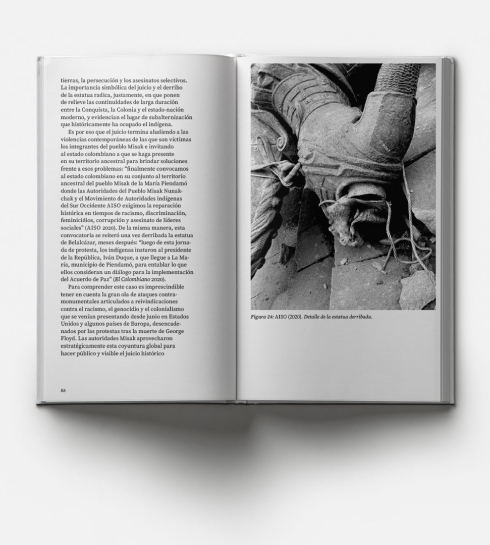 tierras, la persecución y los asesinatos selectivos.
La importancia simbólica del juicio y el derribo
de la estatua radica, justamente, en que ponen
de relieve las continuidades de larga duración
entre la Conquista, la Colonia y el estado-nación
moderno, y evidencian el lugar de subalternización
que históricamente ha ocupado el indígena.
Es por eso que el juicio termina aludiendo a las
violencias contemporáneas de las que son víctimas
los integrantes del pueblo Misak e invitando
al estado colombiano a que se haga presente
en su territorio ancestral para brindar soluciones
frente a esos problemas: "finalmente convocamos
al estado colombiano en su conjunto al territorio
ancestral del pueblo Misak de la María Piendamó
donde las Autoridades del Pueblo Misak Nunak-
chak y el Movimiento de Autoridades Indígenas
del Sur Occidente AISO exigimos la reparación
histórica en tiempos de racismo, discriminación,
feminicidios, corrupción y asesinato de líderes
sociales" (AISO 2020). De la misma manera, esta
convocatoria se reiteró una vez derribada la estatua
de Belalcázar, meses después: "luego de esta jorna-
da de protesta, los indígenas instaron al presidente
de la República, Iván Duque, a que llegue a La Ma-
ría, municipio de Piendamó, para entablar lo que
ellos consideran un diálogo para la implementación
del Acuerdo de Paz" (El Colombiano 2020).
Para comprender este caso es imprescindible
tener en cuenta la gran ola de ataques contra-
monumentales articulados a reivindicaciones
contra el racismo, el genocidio y el colonialismo
que se venían presentando desde junio en Estados
Unidos y algunos países de Europa, desencade-
nados por las protestas tras la muerte de George
Floyd. Las autoridades Misak aprovecharon
estratégicamente esta coyuntura global para
hacer público y visible el juicio histórico
Figura 24: AISO (2020). Detalle de la estatua derribada.